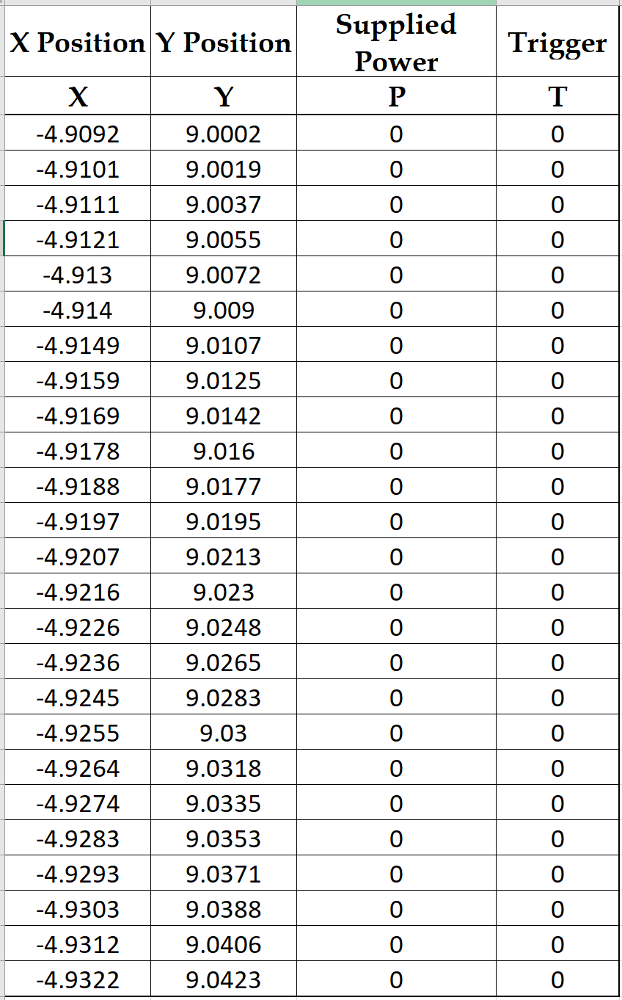 X Position Y Position Supplied Power Trigger
X Y P T
-4.9092 9.0002 0 0
-4.9101 9.0019 0 0
-4.9111 9.0037 0 0
-4.9121 9.0055 0 0
-4.913 9.0072 0 0
-4.914 9.009 0 0
-4.9149 9.0107 0 0
-4.9159 9.0125 0 0
-4.9169 9.0142 0 0
-4.9178 9.016 0 0
-4.9188 9.0177 0 0
-4.9197 9.0195 0 0
-4.9207 9.0213 0 0
-4.9216 9.023 0 0
-4.9226 9.0248 0 0
-4.9236 9.0265 0 0
-4.9245 9.0283 0 0
-4.9255 9.03 0 0
-4.9264 9.0318 0 0
-4.9274 9.0335 0 0
-4.9283 9.0353 0 0
-4.9293 9.0371 0 0
-4.9303 9.0388 0 0
-4.9312 9.0406 0 0
-4.9322 9.0423 0 0